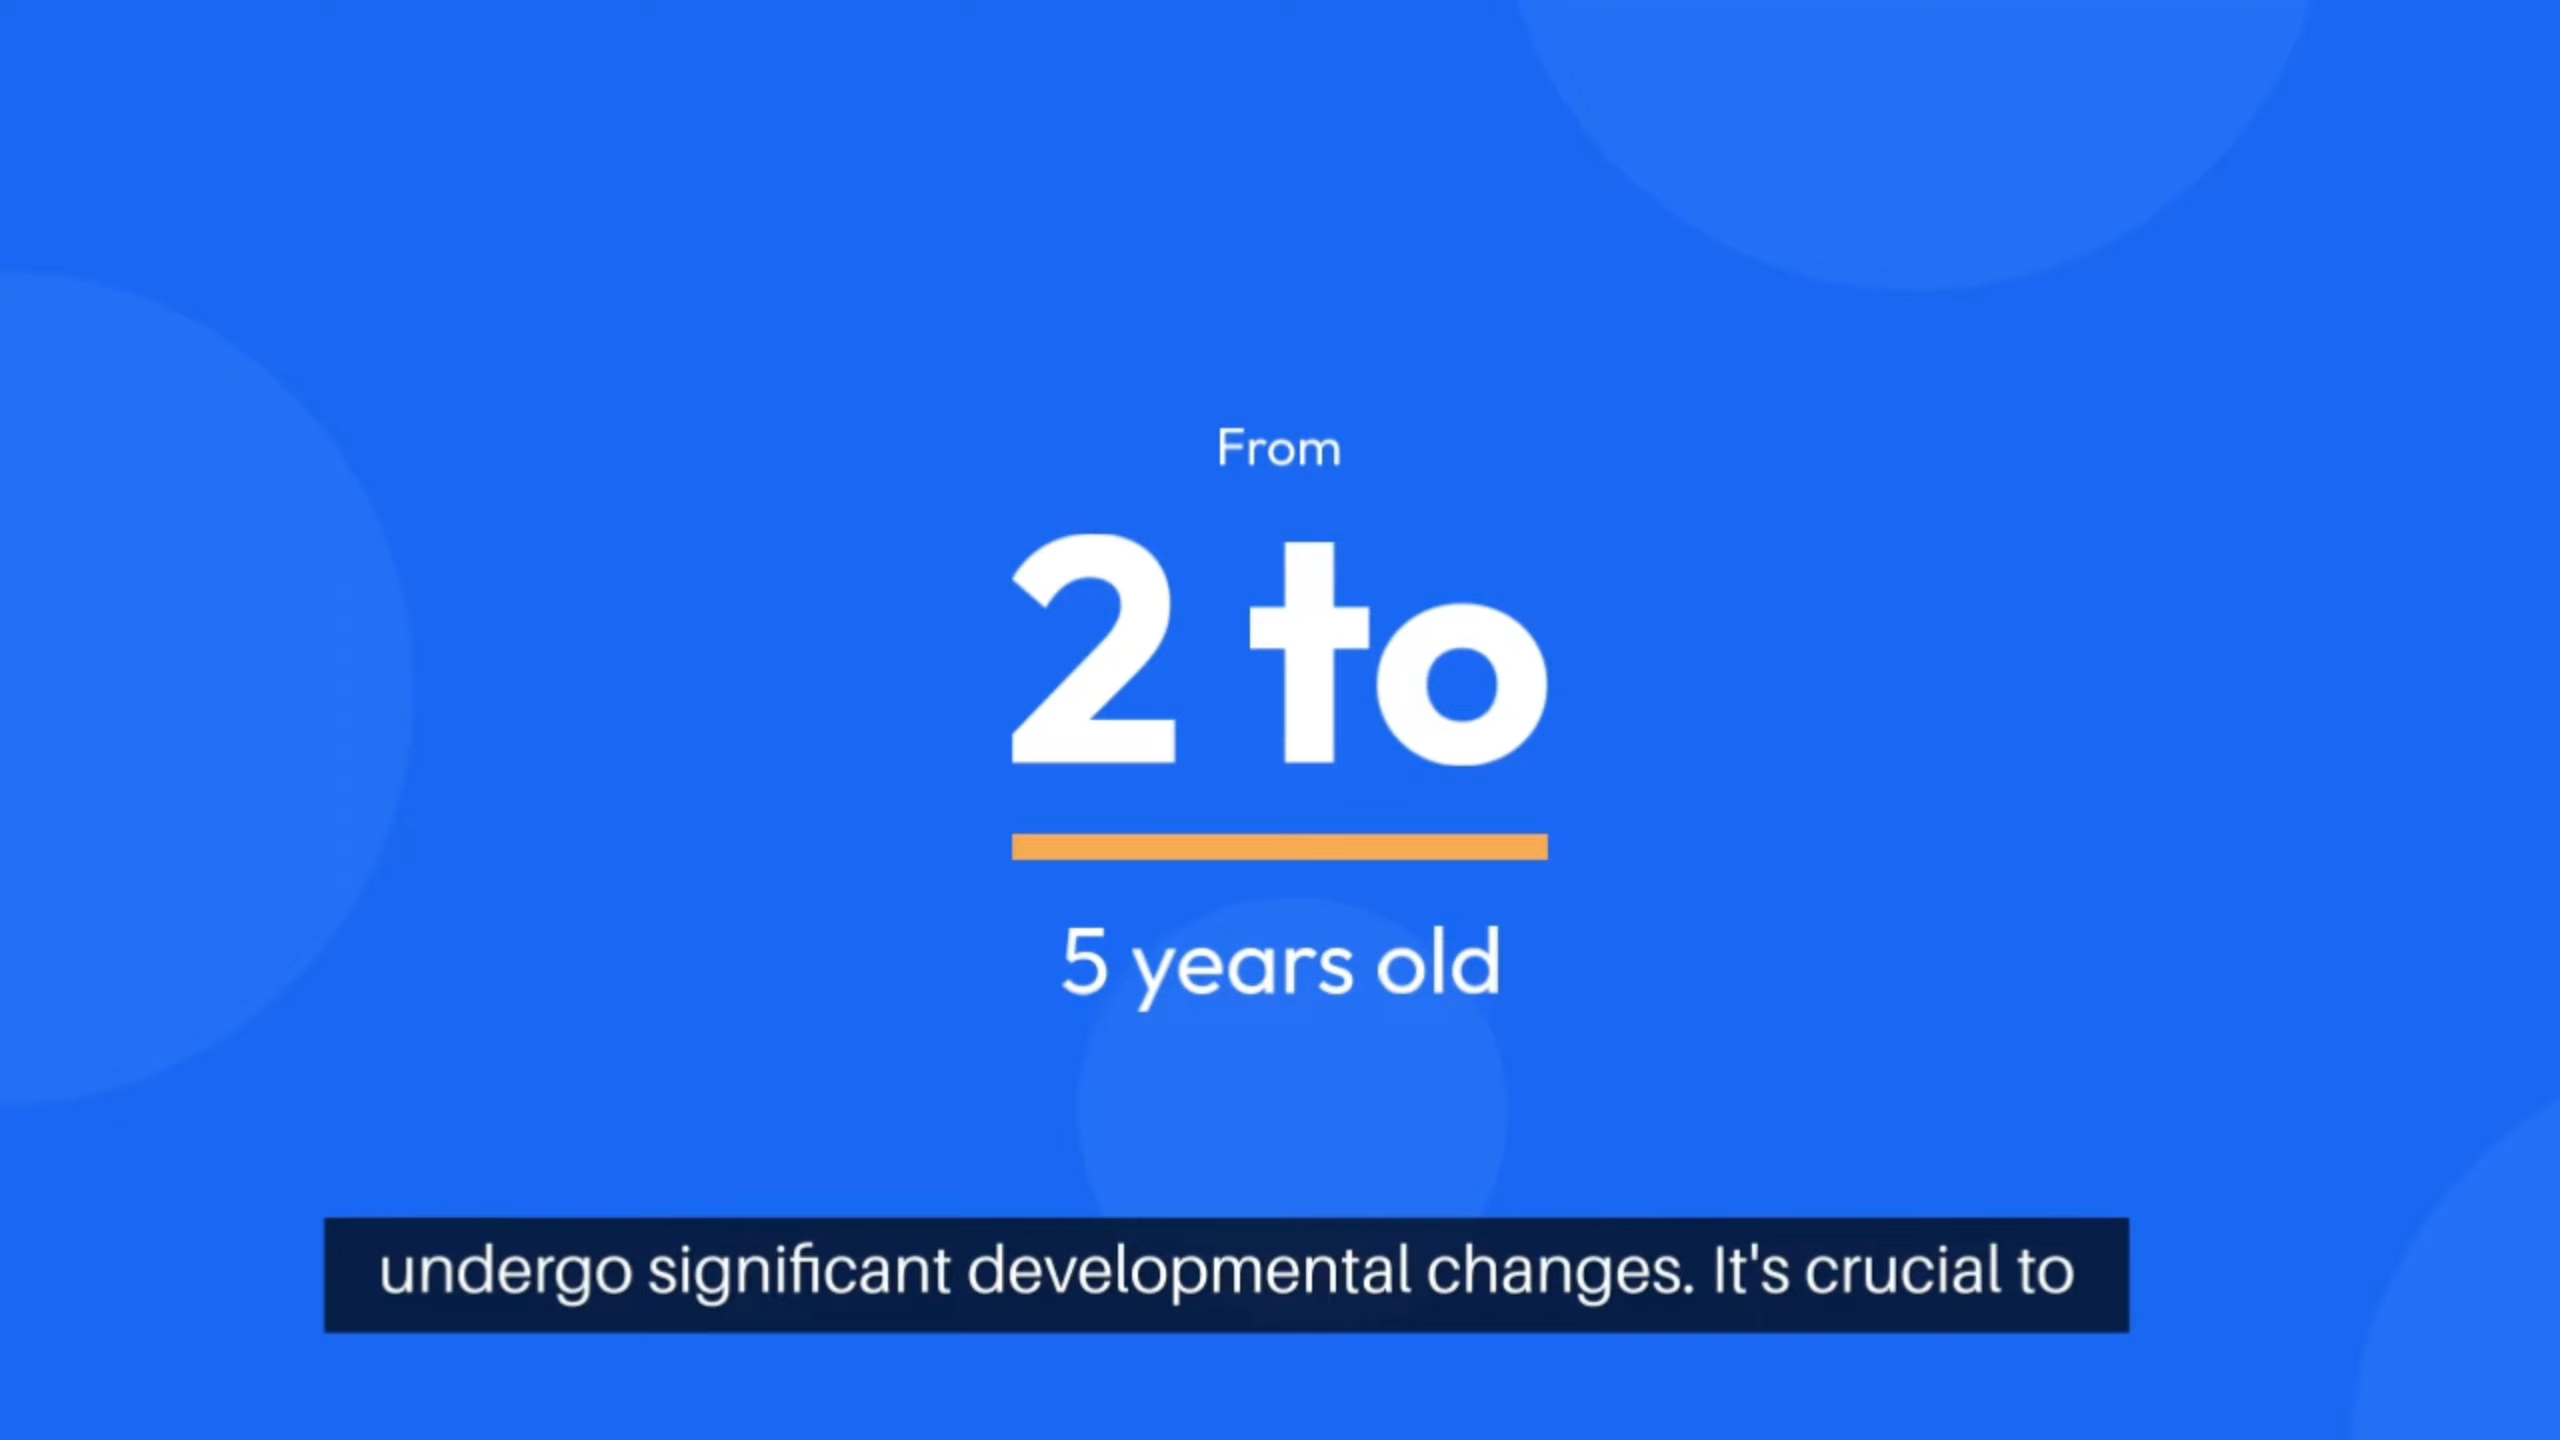 From
2 to
5 years old
undergo significant developmental changes. It's crucial to